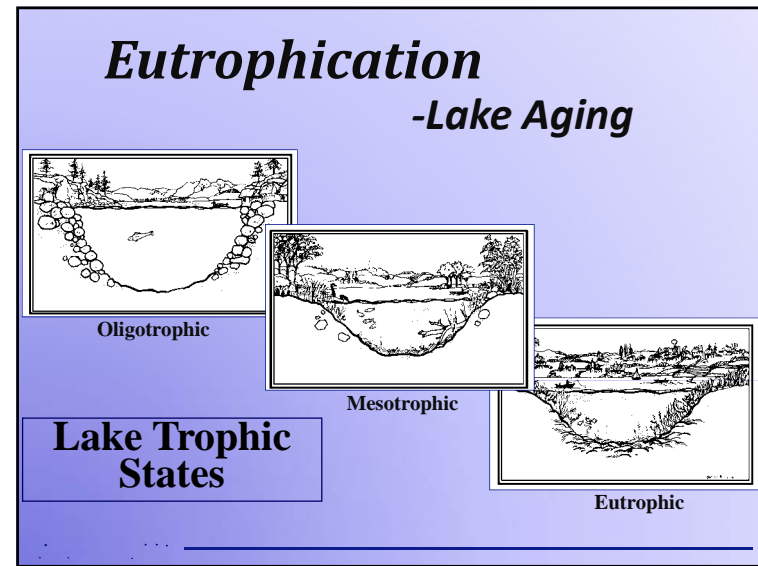 Eutrophication
-Lake Aging
Oligotrophic
Mesotrophic
Lake Trophic
States
Eutrophic